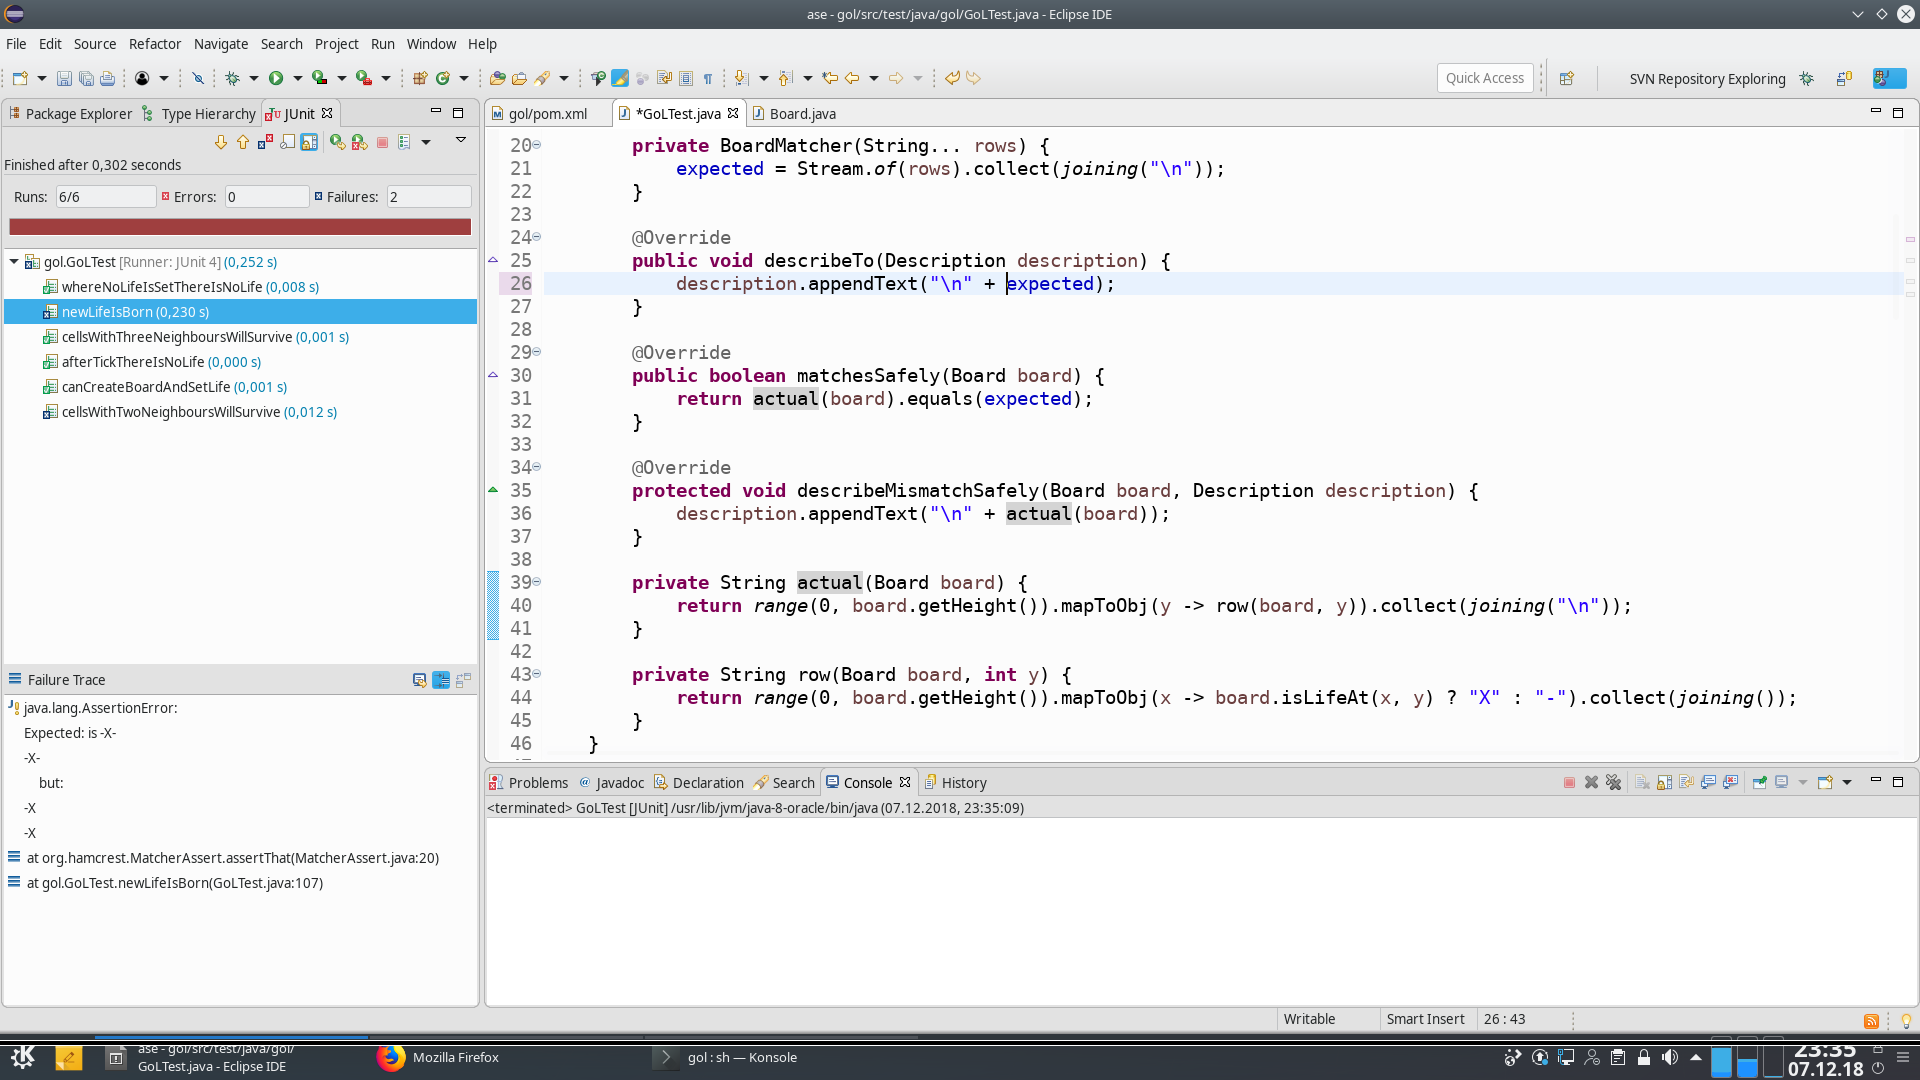 ase - gol/src/test/java/gol/GoLTest.java - Eclipse IDE
File Edit Source Refactor Navigate Search Project Run Window Help
Quick Access
SVN Repository Exploring
Package Explorer Type Hierarchy JUnit
Finished after 0,302 seconds
Runs: 6/6 Errors: 0 Failures: 2
gol.GoLTest [Runner: JUnit 4] (0,252 s)
whereNoLifeIsSetThereIsNoLife (0,008 s)
newLifeIsBorn (0,230 s)
cellsWithThreeNeighboursWillSurvive (0,001 s)
afterTickThereIsNoLife (0,000 s)
canCreateBoardAndSetLife (0,001 s)
cellsWithTwoNeighboursWillSurvive (0,012 s)
Failure Trace
java.lang.AssertionError:
Expected: is -X-
-X-
but:
-X
-X
at org.hamcrest.MatcherAssert.assertThat(MatcherAssert.java:20)
at gol.GoLTest.newLifeIsBorn(GoLTest.java:107)
gol/pom.xml *GoLTest.java Board.java
20 private BoardMatcher(String... rows) {
21 expected = Stream.of(rows).collect(joining("\n"));
22 }
23
24 @Override
25 public void describeTo(Description description) {
26 description.appendText("\n" + expected);
27 }
28
29 @Override
30 public boolean matchesSafely(Board board) {
31 return actual(board).equals(expected);
32 }
33
34 @Override
35 protected void describeMismatchSafely(Board board, Description description) {
36 description.appendText("\n" + actual(board));
37 }
38
39 private String actual(Board board) {
40 return range(0, board.getHeight()).mapToObj(y -> row(board, y)).collect(joining("\n"));
41 }
42
43 private String row(Board board, int y) {
44 return range(0, board.getHeight()).mapToObj(x -> board.isLifeAt(x, y) ? "X" : "-").collect(joining());
45 }
46 }
Problems Javadoc Declaration Search Console History
<terminated> GoLTest [JUnit] /usr/lib/jvm/java-8-oracle/bin/java (07.12.2018, 23:35:09)
Writable Smart Insert 26 : 43
ase - gol/src/test/java/gol/
GoLTest.java - Eclipse IDE
Mozilla Firefox
gol : sh — Konsole
23:35
07.12.18